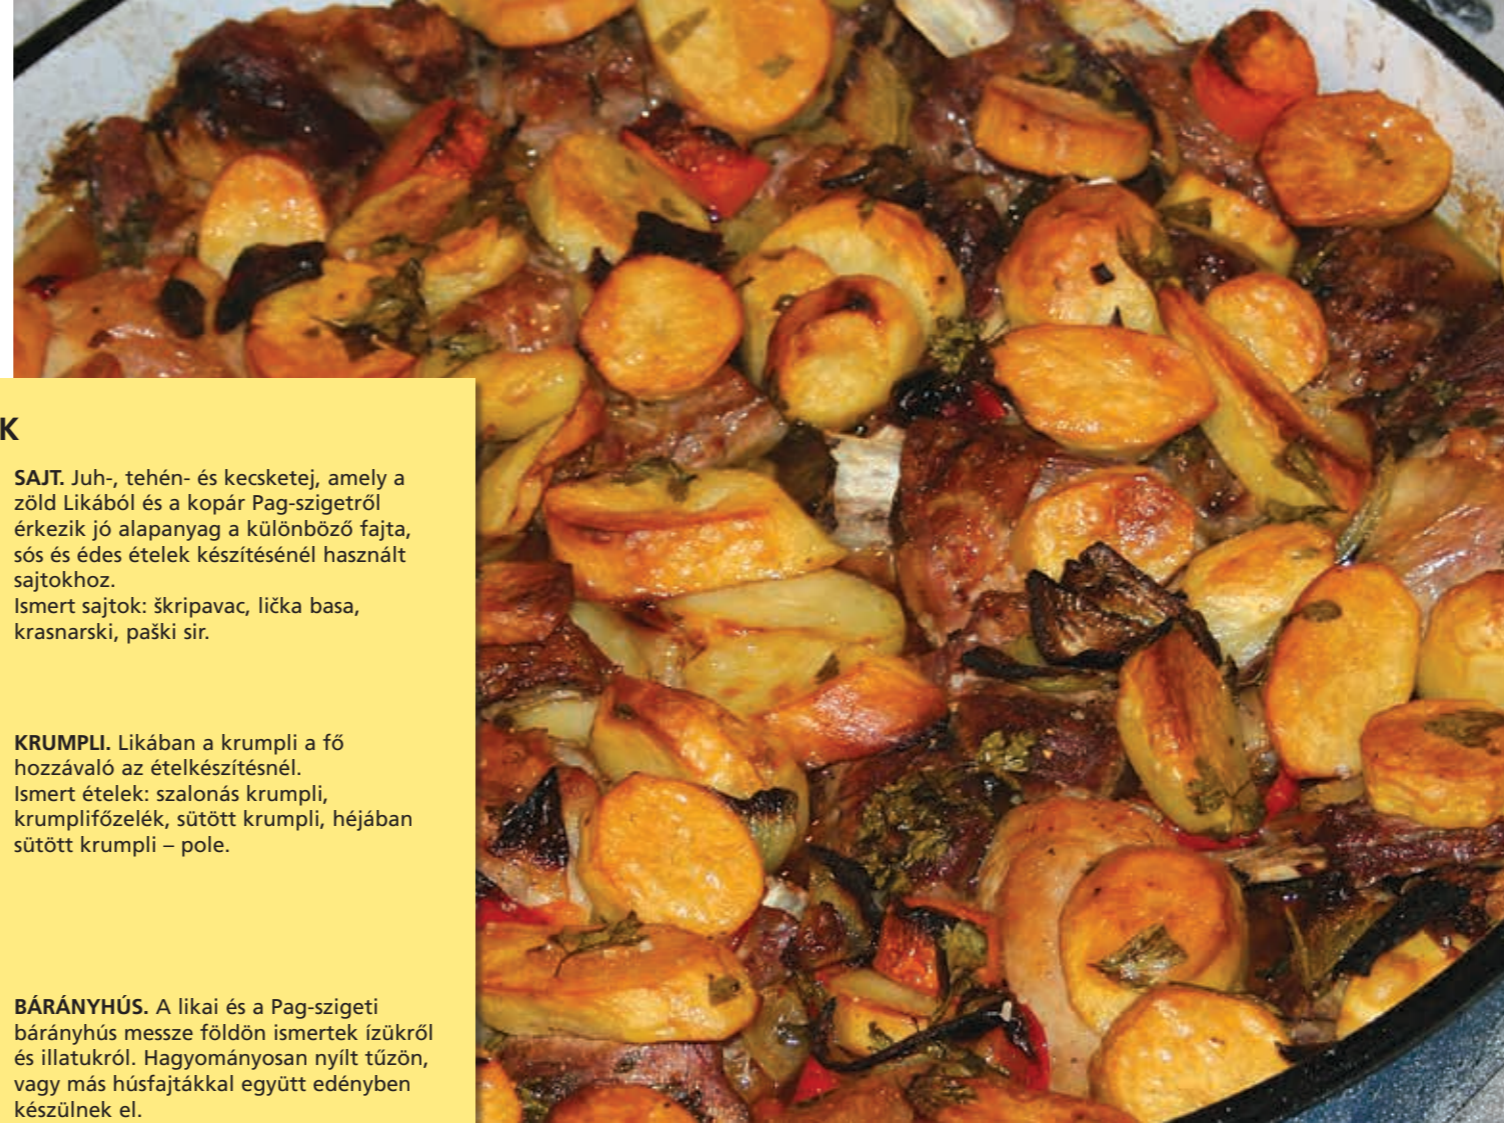 K
SAJT. Juh-, tehén- és kecsketej, amely a
zöld Likából és a kopár Pag-szigetről
érkezik jó alapanyag a különböző fajta,
sós és édes ételek készítésénél használt
sajtokhoz.
Ismert sajtok: škripavac, lička basa,
krasnarski, paški sir.
KRUMPLI. Likában a krumpli a fő
hozzávaló az ételkészítésnél.
Ismert ételek: szalonás krumpli,
krumplifőzelék, sütött krumpli, héjában
sütött krumpli – pole.
BÁRÁNYHÚS. A likai és a Pag-szigeti
bárányhús messze földön ismertek ízükről
és illatukról. Hagyományosan nyílt tűzön,
vagy más húsfajtákkal együtt edényben
készülnek el.